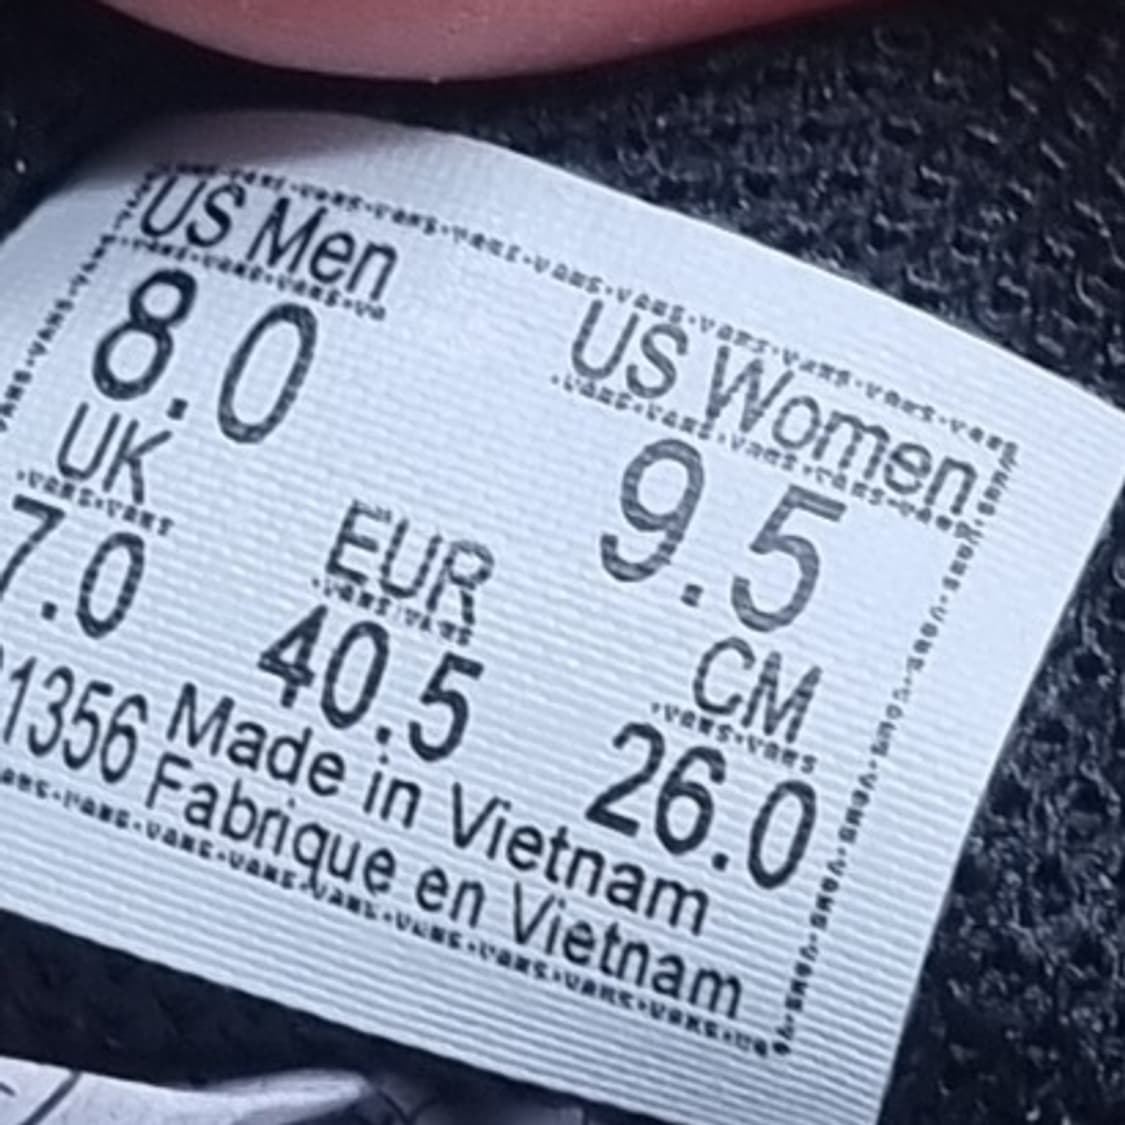 US Men
8.0
US Women
9.5
UK
7.0
EUR
40.5
CM
26.0
1356
Made in Vietnam
Fabrique en Vietnam